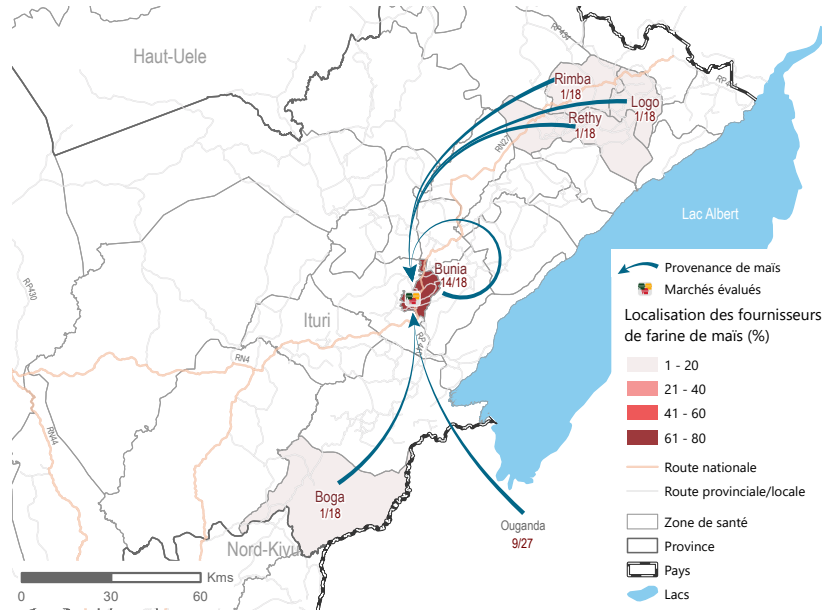 Haut-Uele
RP430
Rimba
1/18
Logo
1/18
Rethy
1/18
RN27
Lac Albert
Bunia
14/18
Ituri
RP430
RN4
RN44
Boga
1/18
Ouganda
9/27
Nord-Kivu
Provenance de maïs
Marchés évalués
Localisation des fournisseurs
de farine de maïs (%)
1 - 20
21 - 40
41 - 60
61 - 80
Route nationale
Route provinciale/locale
Zone de santé
Province
Pays
Lacs
Kms
0 30 60